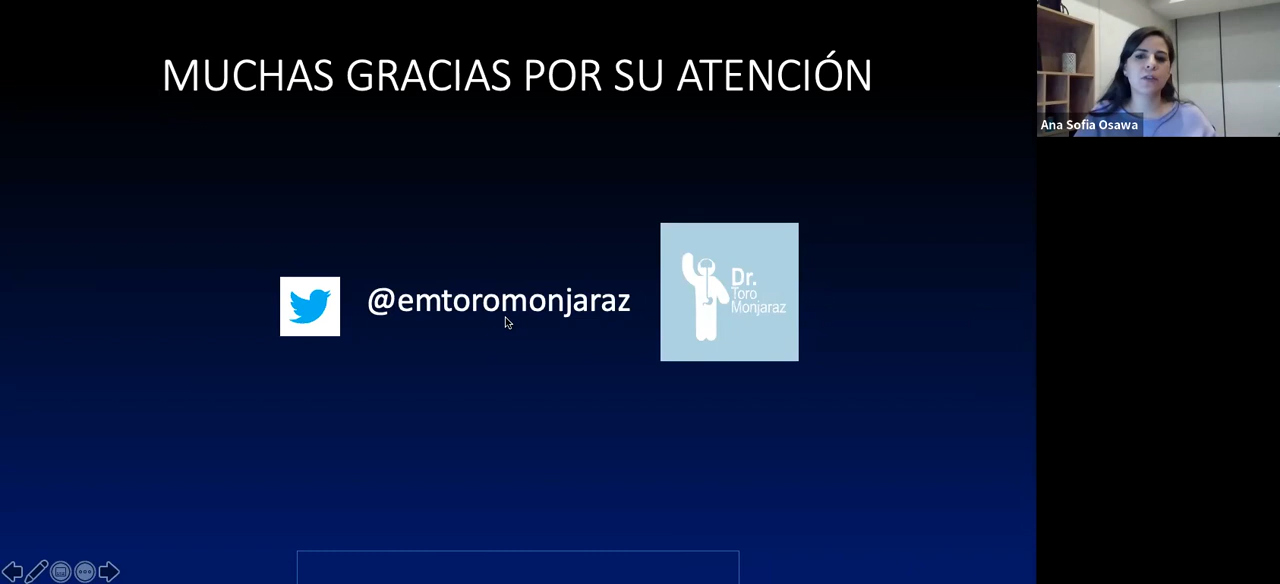 MUCHAS GRACIAS POR SU ATENCIÓN
Ana Sofia Osawa
@emtoromonjaraz
Dr.
Toro
Monjaraz